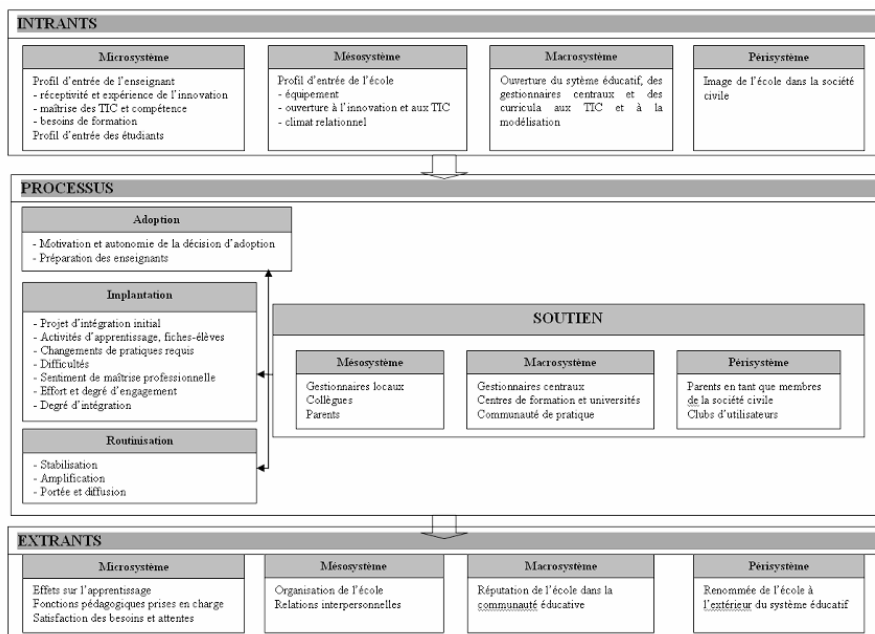 INTRANTS
Microsystème
Profil d'entrée de l'enseignant
- réceptivité et expérience de l'innovation
- maîtrise des TIC et compétence
- besoins de formation
Profil d'entrée des étudiants
Mésosystème
Profil d'entrée de l'école
- équipement
- ouverture à l'innovation et aux TIC
- climat relationnel
Macrosystème
Ouverture du sytème éducatif, des
gestionnaires centraux et des
curricula aux TIC et à la
modélisation
Périsystème
Image de l'école dans la société
civile
PROCESSUS
Adoption
- Motivation et autonomie de la décision d'adoption
- Préparation des enseignants
Implantation
- Projet d'intégration initial
- Activités d'apprentissage, fiches-élèves
- Changements de pratiques requis
- Difficultés
- Sentiment de maîtrise professionnelle
- Effort et degré d'engagement
- Degré d'intégration
Routinisation
- Stabilisation
- Amplification
- Portée et diffusion
SOUTIEN
Mésosystème
Gestionnaires locaux
Collègues
Parents
Macrosystème
Gestionnaires centraux
Centres de formation et universités
Communauté de pratique
Périsystème
Parents en tant que membres
de la société civile
Clubs d'utilisateurs
EXTRANTS
Microsystème
Effets sur l'apprentissage
Fonctions pédagogiques prises en charge
Satisfaction des besoins et attentes
Mésosystème
Organisation de l'école
Relations interpersonnelles
Macrosystème
Réputation de l'école dans la
communauté éducative
Périsystème
Renommée de l'école à
l'extérieur du système éducatif